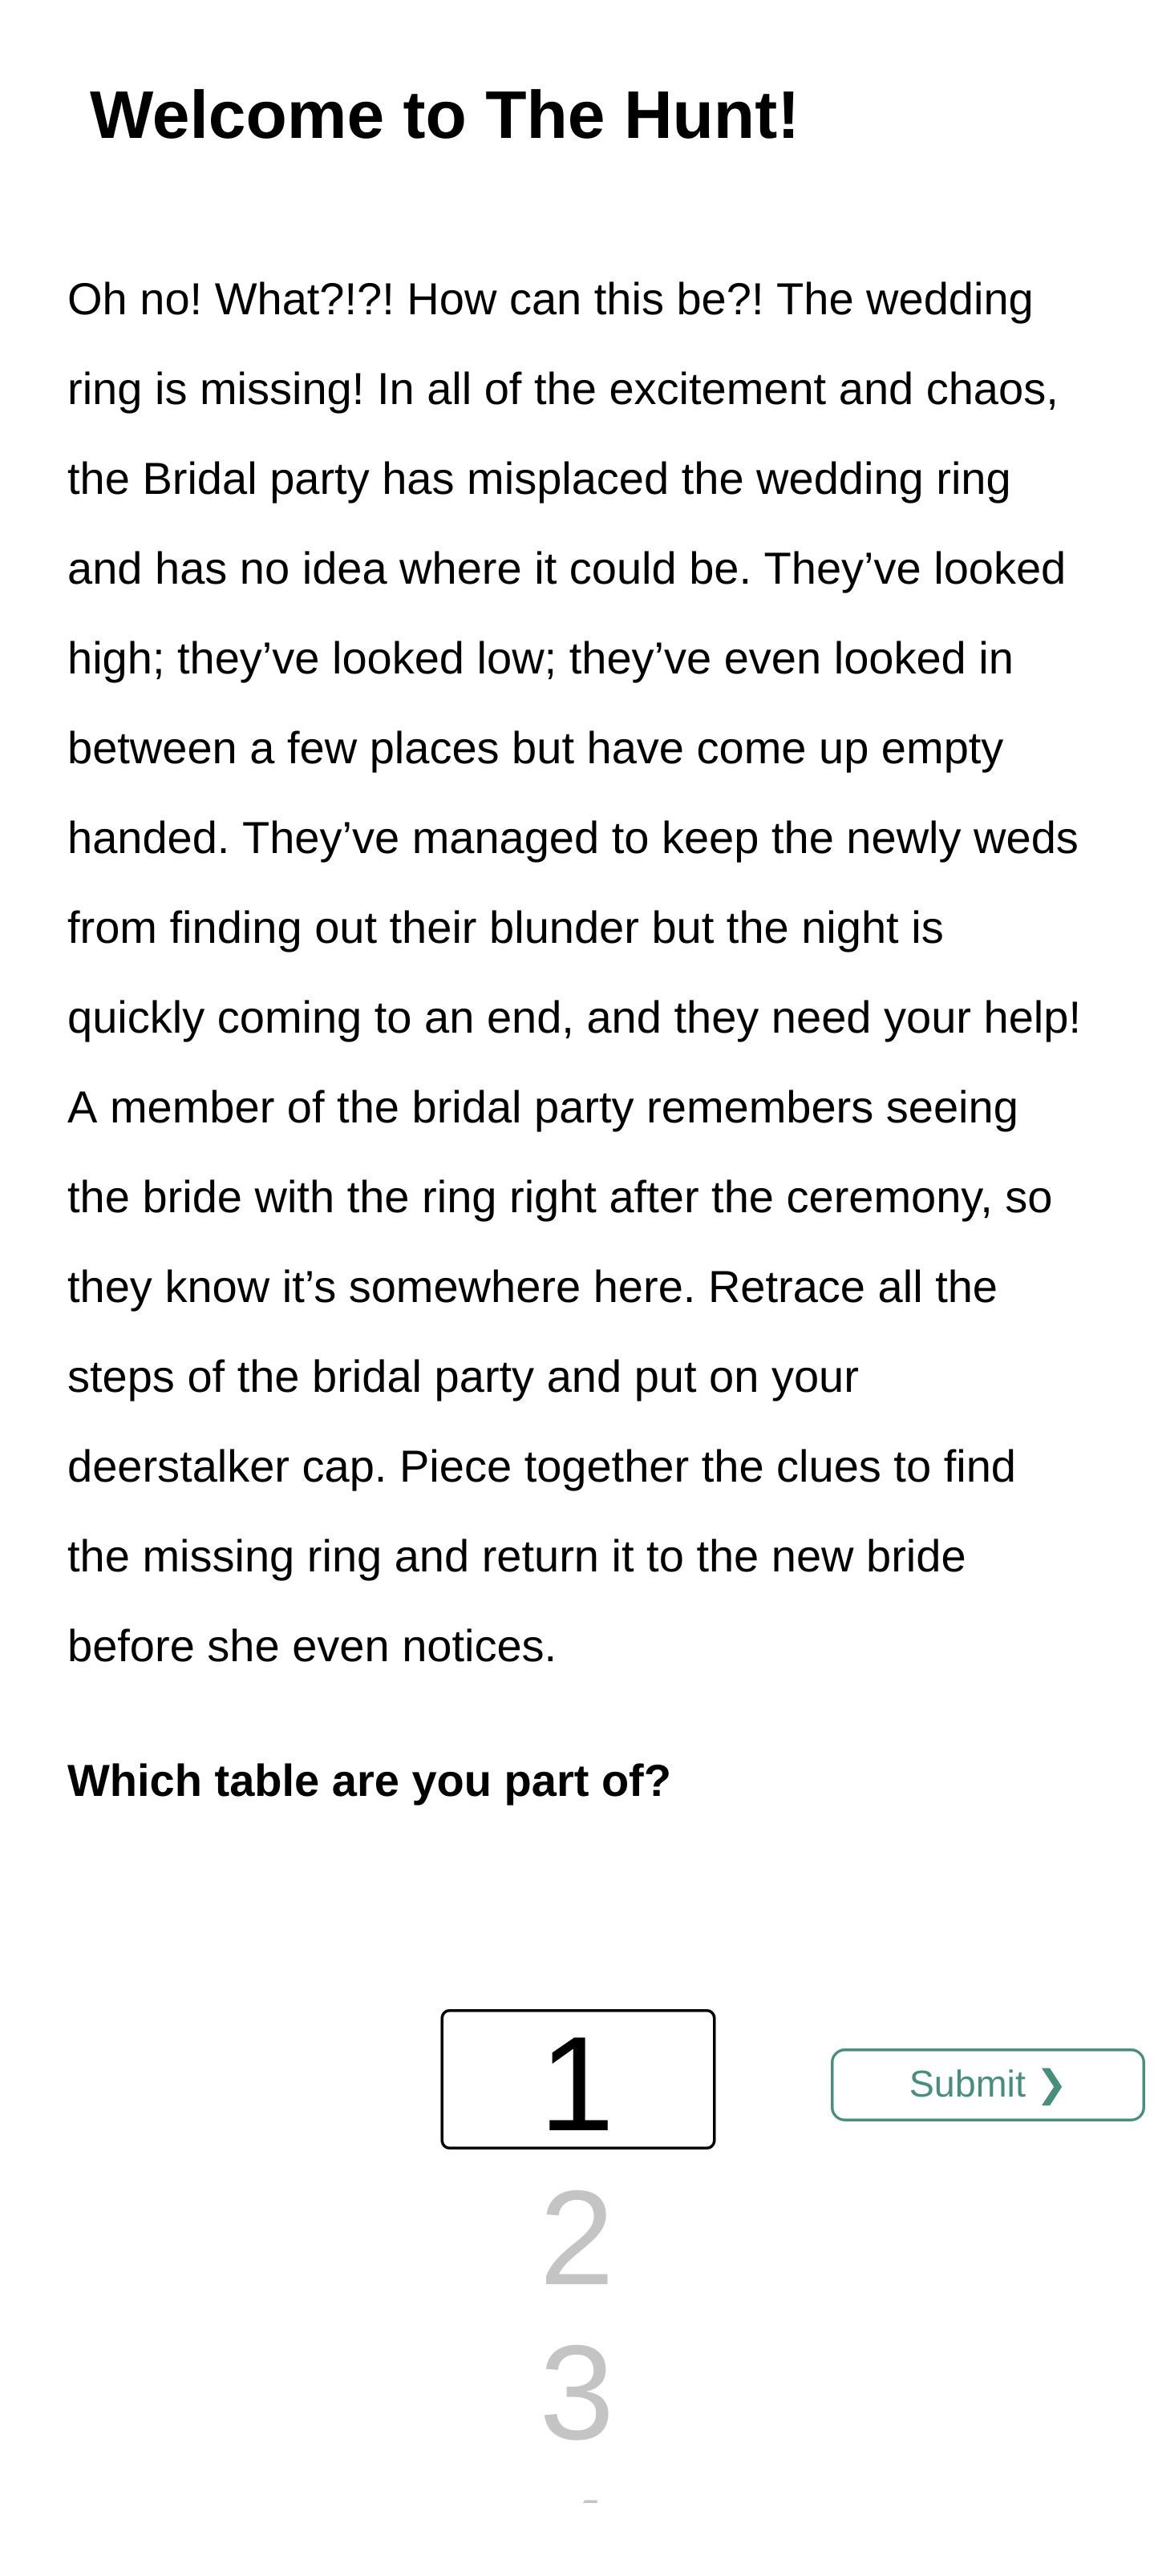 Welcome to The Hunt!
Oh no! What?!?! How can this be?! The wedding
ring is missing! In all of the excitement and chaos,
the Bridal party has misplaced the wedding ring
and has no idea where it could be. They’ve looked
high; they’ve looked low; they’ve even looked in
between a few places but have come up empty
handed. They’ve managed to keep the newly weds
from finding out their blunder but the night is
quickly coming to an end, and they need your help!
A member of the bridal party remembers seeing
the bride with the ring right after the ceremony, so
they know it’s somewhere here. Retrace all the
steps of the bridal party and put on your
deerstalker cap. Piece together the clues to find
the missing ring and return it to the new bride
before she even notices.
Which table are you part of?
1
Submit ❯
2
3